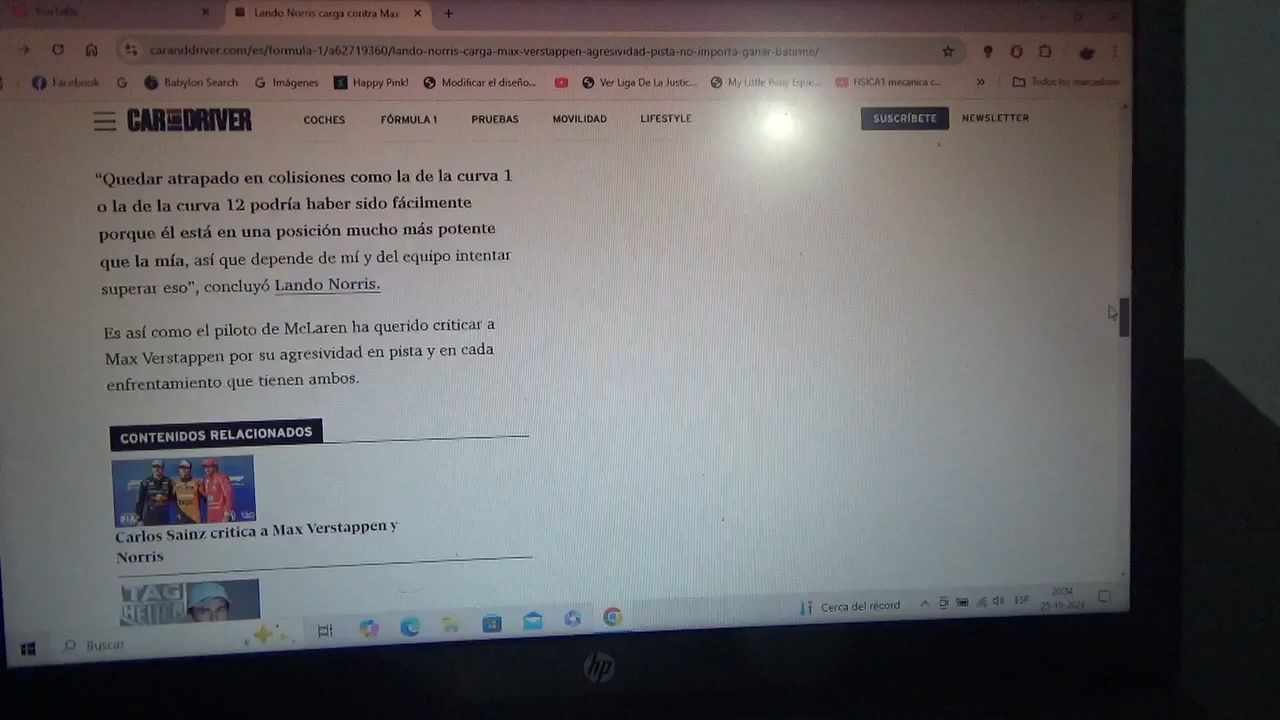 YouTube
Lando Norris carga contra Max
caranddriver.com/es/formula-1/a62719360/lando-norris-carga-max-verstappen-agresividad-pista-no-importa-ganar-batirme/
Facebook
Babylon Search
Imágenes
Happy Pink!
Modificar el diseño...
Ver Liga De La Justic...
My Little Pony Eque...
FISICA1 mecanica c...
Todos los marcadores
CAR AND DRIVER
COCHES
FÓRMULA 1
PRUEBAS
MOVILIDAD
LIFESTYLE
SUSCRÍBETE
NEWSLETTER
“Quedar atrapado en colisiones como la de la curva 1
o la de la curva 12 podría haber sido fácilmente
porque él está en una posición mucho más potente
que la mía, así que depende de mí y del equipo intentar
superar eso”, concluyó Lando Norris.
Es así como el piloto de McLaren ha querido criticar a
Max Verstappen por su agresividad en pista y en cada
enfrentamiento que tienen ambos.
CONTENIDOS RELACIONADOS
Carlos Sainz critica a Max Verstappen y
Norris
TAG
HEUER
Buscar
Cerca del récord
ESP
20:34
25-10-2024
hp